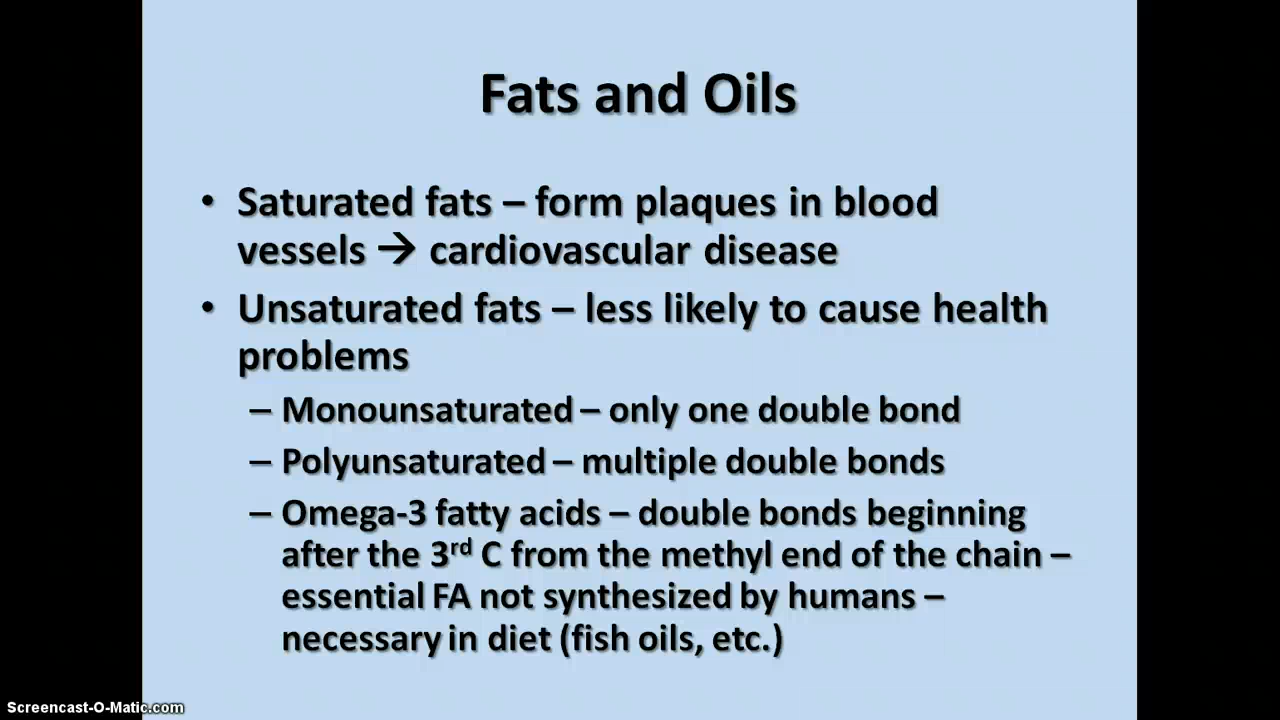 Fats and Oils
• Saturated fats – form plaques in blood
vessels → cardiovascular disease
• Unsaturated fats – less likely to cause health
problems
– Monounsaturated – only one double bond
– Polyunsaturated – multiple double bonds
– Omega-3 fatty acids – double bonds beginning
after the 3rd C from the methyl end of the chain –
essential FA not synthesized by humans –
necessary in diet (fish oils, etc.)
Screencast-O-Matic.com